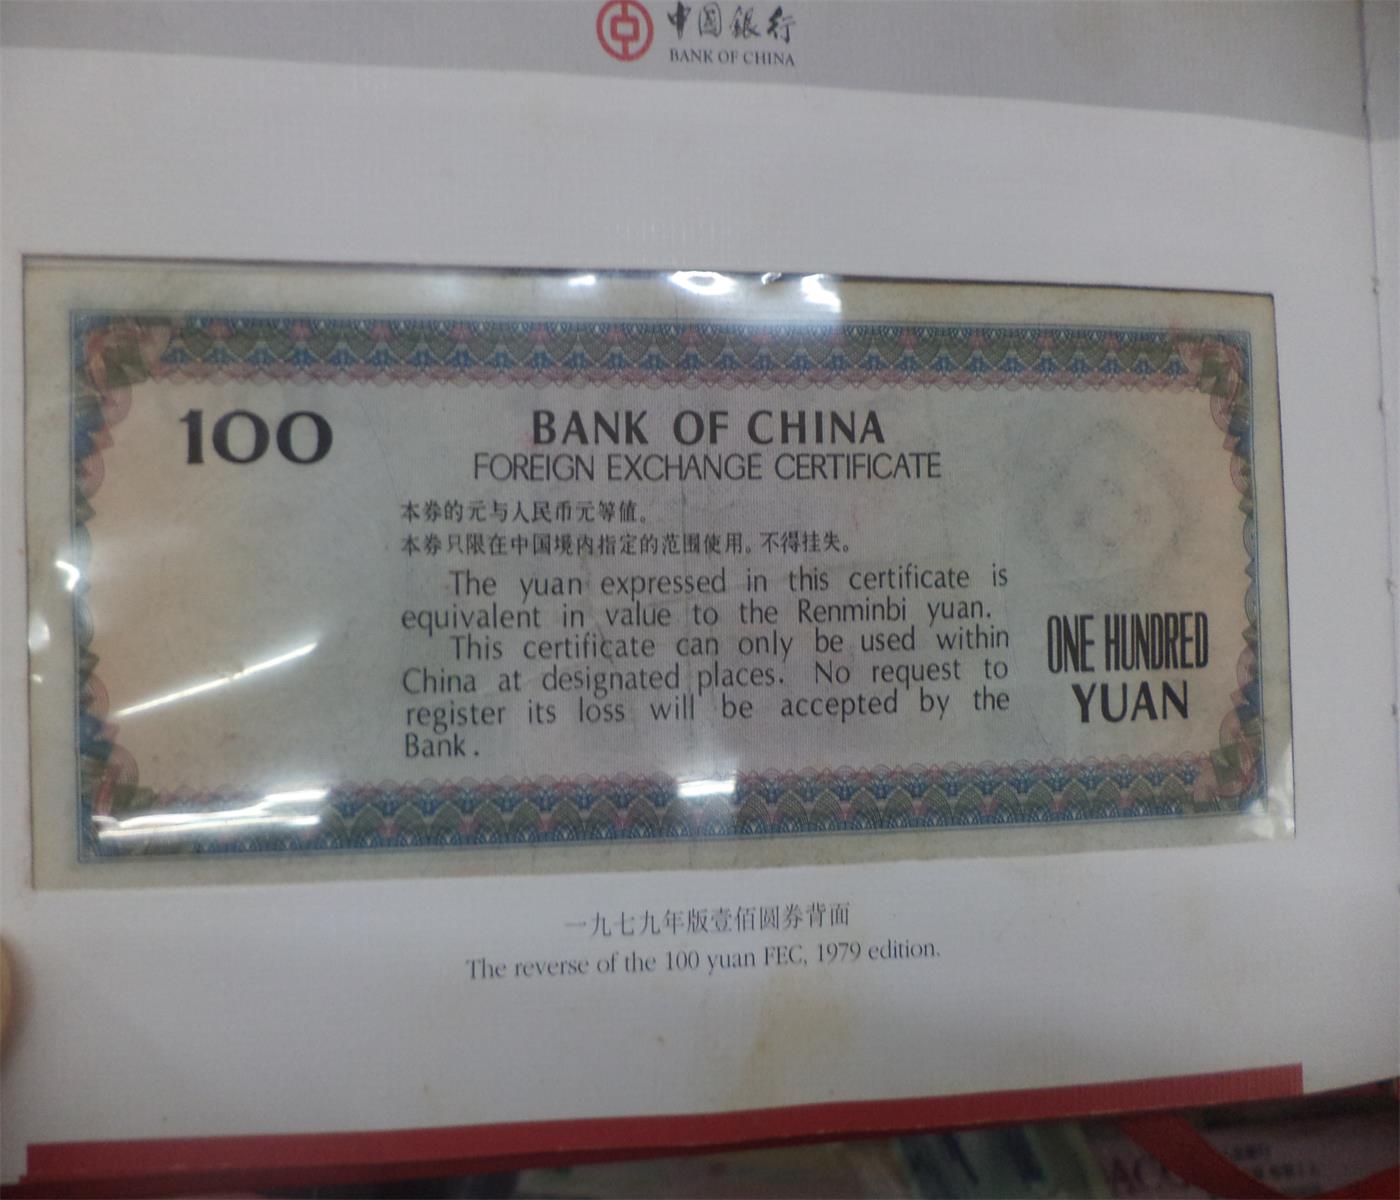 中国银行
BANK OF CHINA
100
BANK OF CHINA
FOREIGN EXCHANGE CERTIFICATE
本券的元与人民币元等值。
本券只限在中国境内指定的范围使用。不得挂失。
The yuan expressed in this certificate is
equivalent in value to the Renminbi yuan.
This certificate can only be used within
China at designated places. No request to
register its loss will be accepted by the
Bank.
ONE HUNDRED
YUAN
一九七九年版壹佰圆券背面
The reverse of the 100 yuan FEC, 1979 edition.